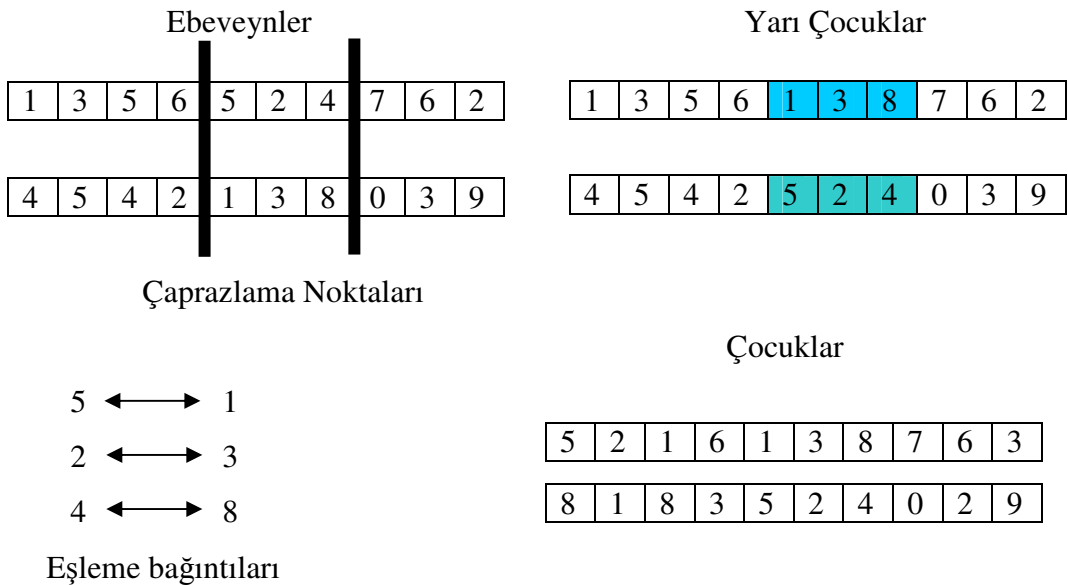 Ebeveynler
1 3 5 6 5 2 4 7 6 2
4 5 4 2 1 3 8 0 3 9
Çaprazlama Noktaları
Yarı Çocuklar
1 3 5 6 1 3 8 7 6 2
4 5 4 2 5 2 4 0 3 9
5 1
2 3
4 8
Eşleme bağıntıları
Çocuklar
5 2 1 6 1 3 8 7 6 3
8 1 8 3 5 2 4 0 2 9